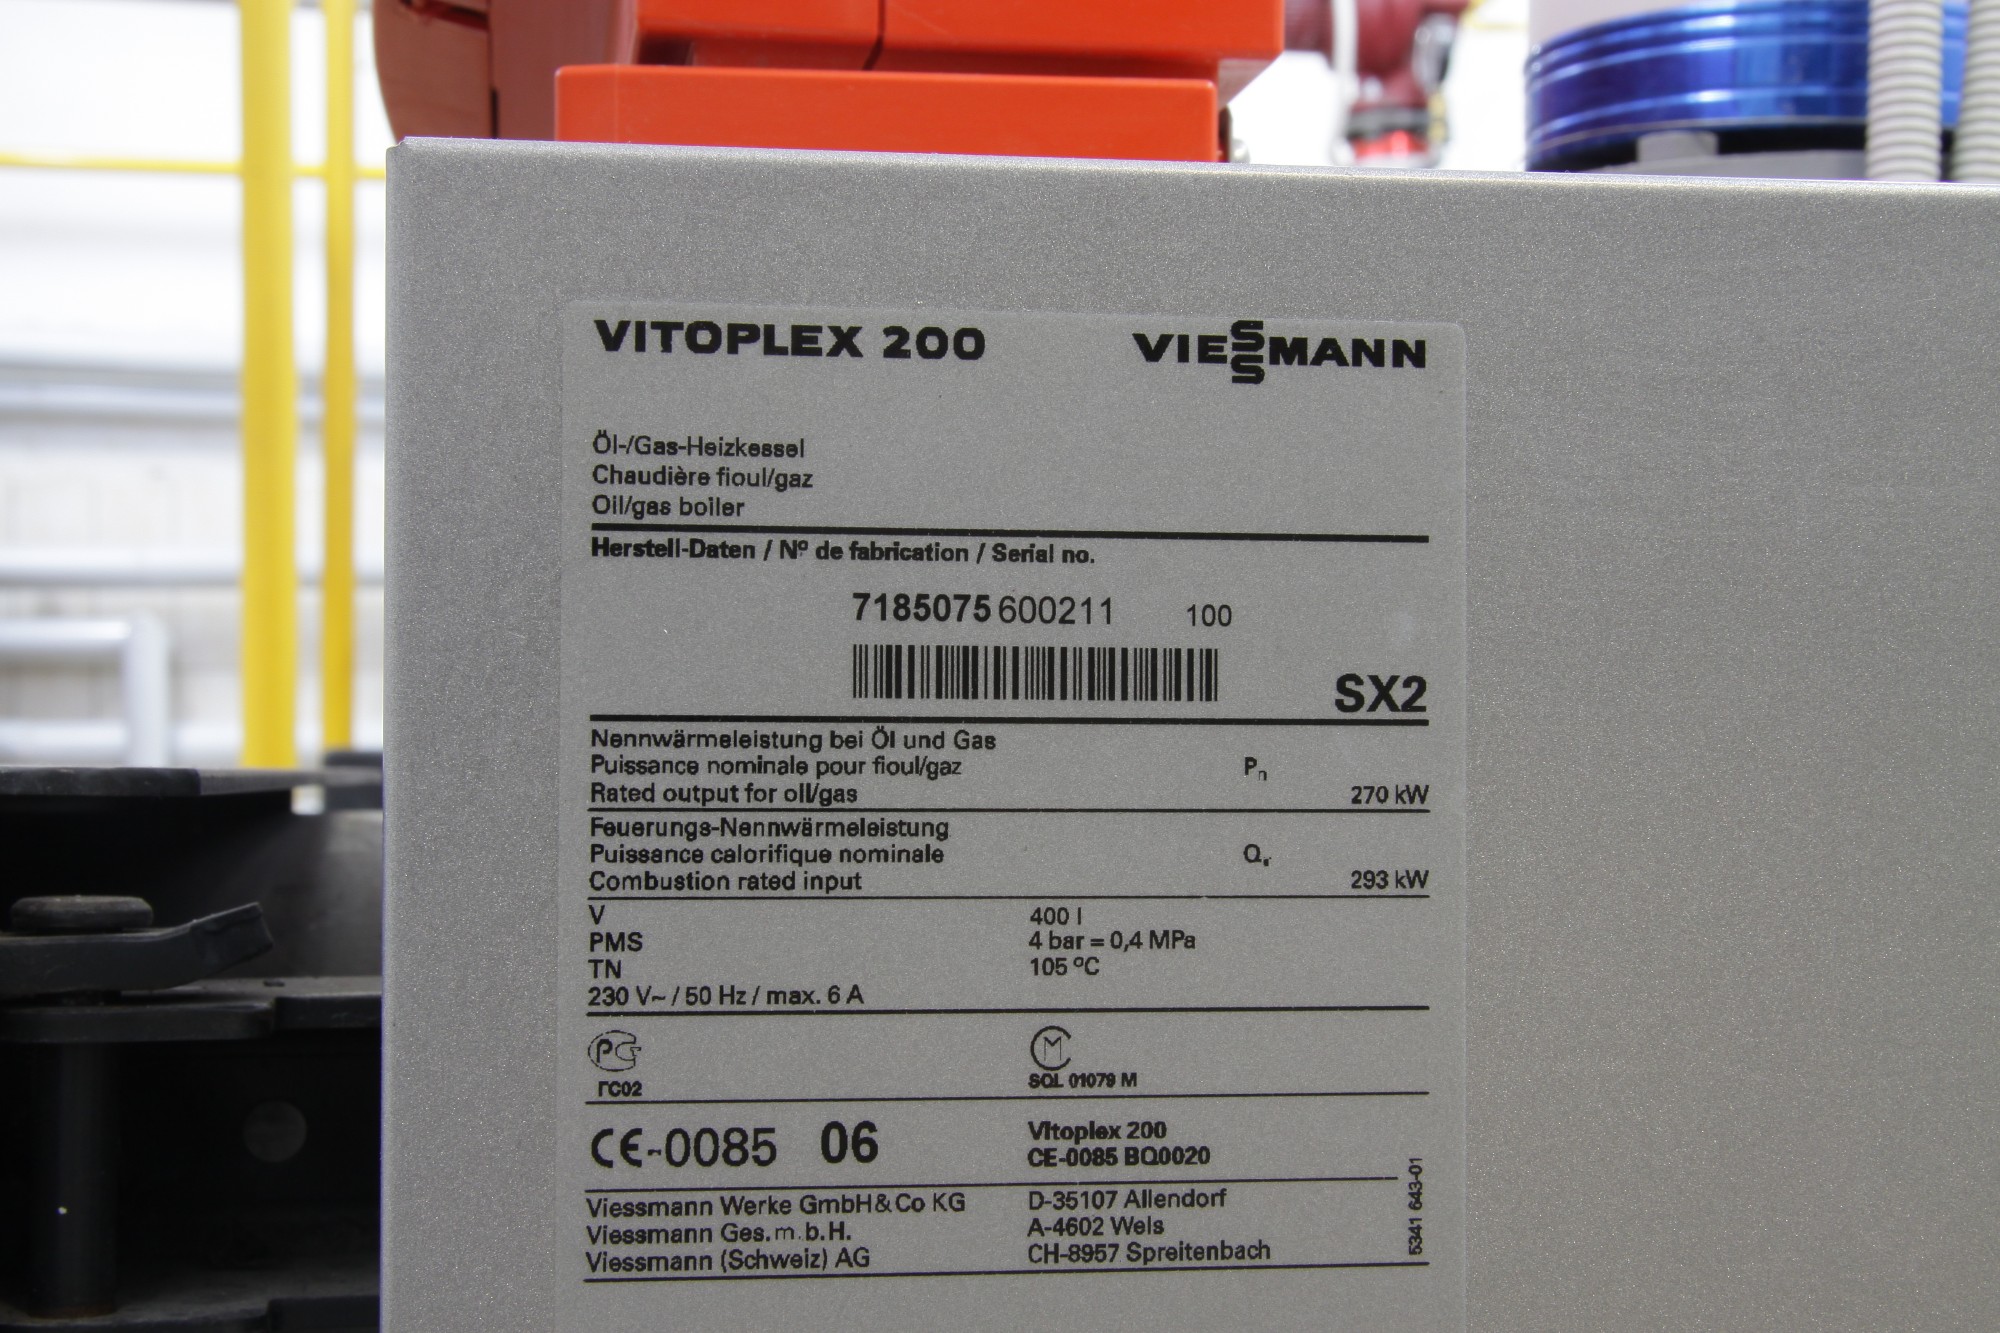 VITOPLEX 200
VIESSMANN
Öl-/Gas-Heizkessel
Chaudière fioul/gaz
Oil/gas boiler
Herstell-Daten / Nº de fabrication / Serial no.
7185075 600211 100
SX2
Nennwärmeleistung bei Öl und Gas
Puissance nominale pour fioul/gaz Pn
Rated output for oil/gas 270 kW
Feuerungs-Nennwärmeleistung
Puissance calorifique nominale Q
Combustion rated input 293 kW
V 400 l
PMS 4 bar = 0,4 MPa
TN 105 ºC
230 V~ / 50 Hz / max. 6 A
РС М
ГС02 SQL 01079 M
CE-0085 06
Vitoplex 200
CE-0085 BQ0020
Viessmann Werke GmbH & Co KG D-35107 Allendorf
Viessmann Ges.m.b.H. A-4602 Wels
Viessmann (Schweiz) AG CH-8957 Spreitenbach
5341 643-01